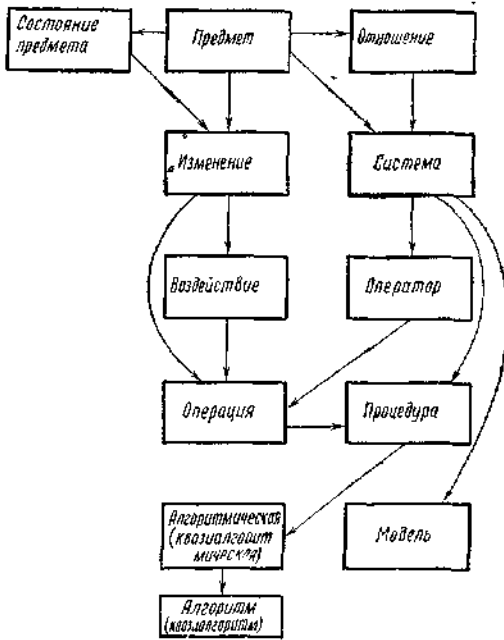 Состояние
предмета
Предмет
Отношение
Изменение
Система
Воздействие
Оператор
Операция
Процедура
Алгоритмическая
(квазиалгорит
мическая)
Модель
Алгоритм
(квазиалгоритм)